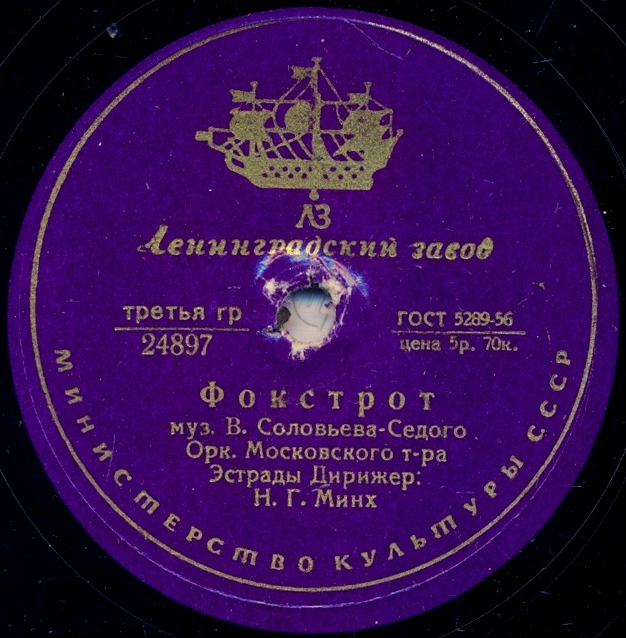 ЛЗ
Ленинградский завод
третья гр
24897
ГОСТ 5289-56
цена 5р. 70к.
Фокстрот
муз. В. Соловьева-Седого
Орк. Московского т-ра
Эстрады Дирижер:
Н. Г. Минх
МИНИСТЕРСТВО КУЛЬТУРЫ СССР